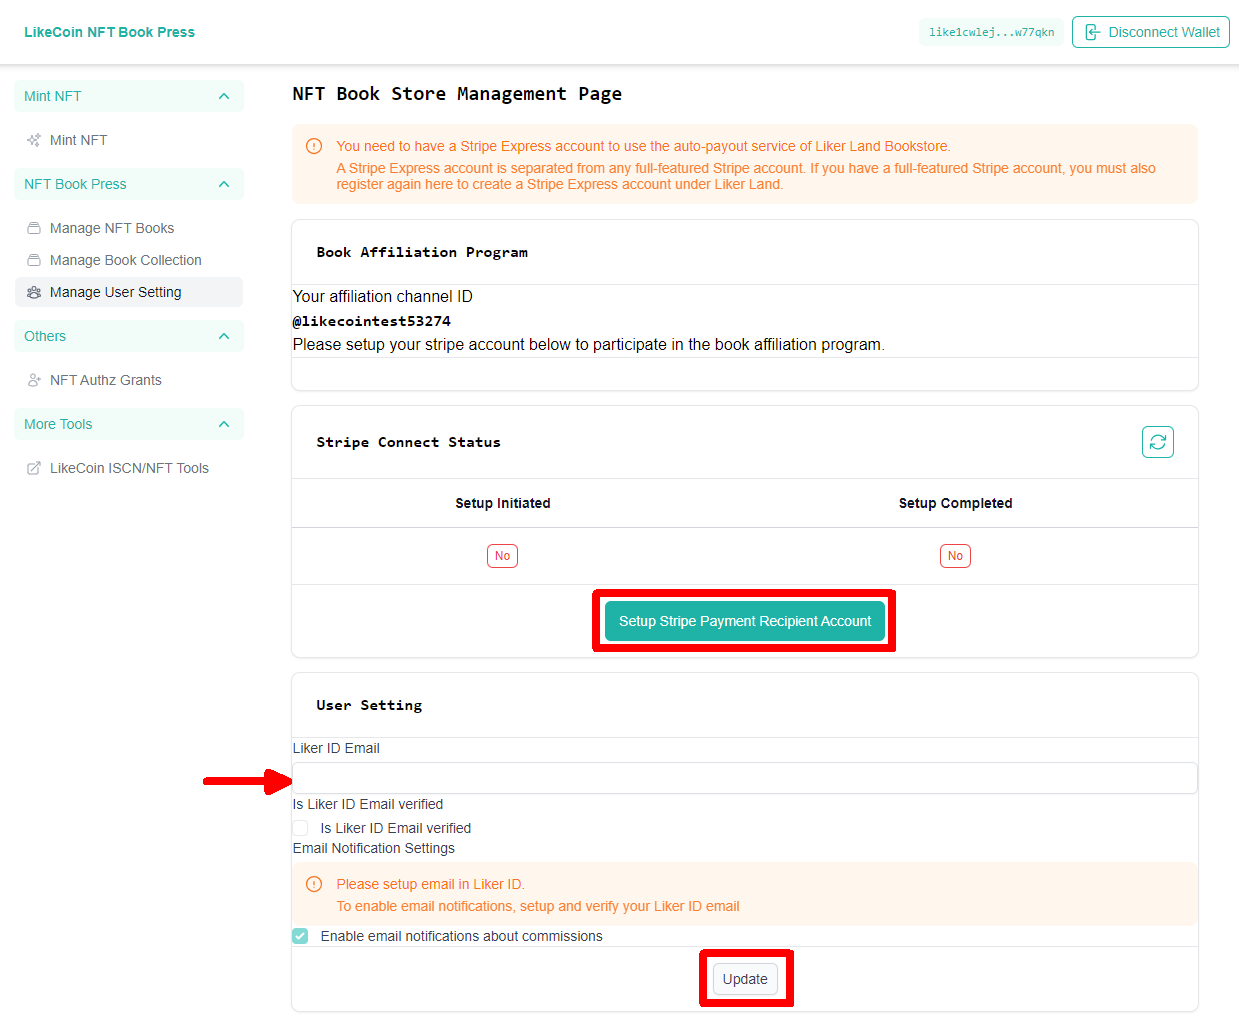 LikeCoin NFT Book Press
like1cwlej...w77qkn
Disconnect Wallet
Mint NFT
Mint NFT
NFT Book Press
Manage NFT Books
Manage Book Collection
Manage User Setting
Others
NFT Authz Grants
More Tools
LikeCoin ISCN/NFT Tools
NFT Book Store Management Page
You need to have a Stripe Express account to use the auto-payout service of Liker Land Bookstore.
A Stripe Express account is separated from any full-featured Stripe account. If you have a full-featured Stripe account, you must also
register again here to create a Stripe Express account under Liker Land.
Book Affiliation Program
Your affiliation channel ID
@likecointest53274
Please setup your stripe account below to participate in the book affiliation program.
Stripe Connect Status
Setup Initiated
Setup Completed
No
No
Setup Stripe Payment Recipient Account
User Setting
Liker ID Email
Is Liker ID Email verified
Is Liker ID Email verified
Email Notification Settings
Please setup email in Liker ID.
To enable email notifications, setup and verify your Liker ID email
Enable email notifications about commissions
Update